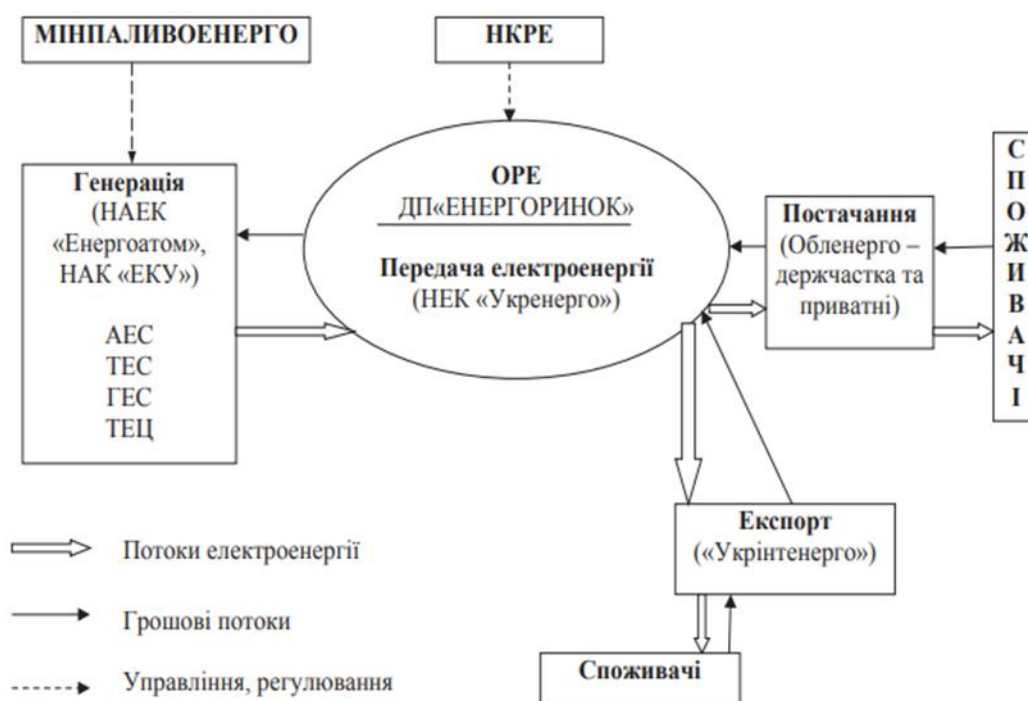 МІНПАЛИВОЕНЕРГО
НКРЕ
Генерація
(НАЕК
«Енергоатом»,
НАК «ЕКУ»)
АЕС
ТЕС
ГЕС
ТЕЦ
ОРЕ
ДП«ЕНЕРГОРИНОК»
Передача електроенергії
(НЕК «Укренерго»)
Постачання
(Обленерго –
держчастка та
приватні)
С
П
О
Ж
И
В
А
Ч
І
Експорт
(«Укрінтенерго»)
Споживачі
Потоки електроенергії
Грошові потоки
Управління, регулювання